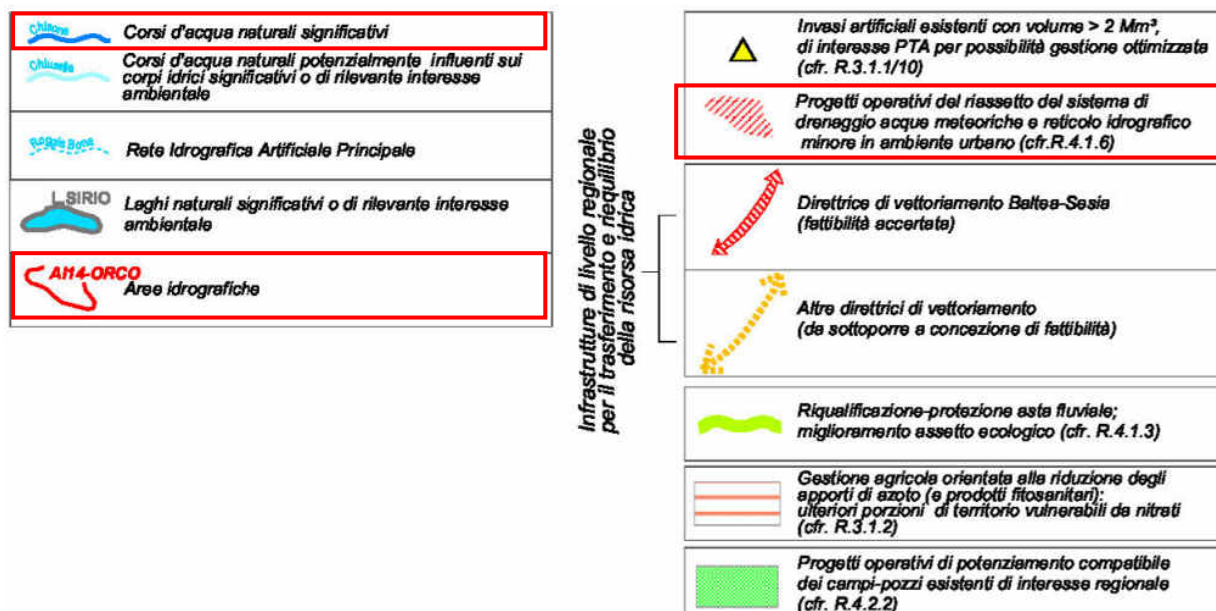 Chisone
Corsi d'acqua naturali significativi
Chiusella
Corsi d'acqua naturali potenzialmente influenti sui
corpi idrici significativi o di rilevante interesse
ambientale
Roggia Bona
Rete Idrografica Artificiale Principale
L.SIRIO
Laghi naturali significativi o di rilevante interesse
ambientale
AI14-ORCO
Aree idrografiche
Infrastrutture di livello regionale
per il trasferimento e riequilibrio
della risorsa idrica
Invasi artificiali esistenti con volume > 2 Mm³,
di interesse PTA per possibilità gestione ottimizzata
(cfr. R.3.1.1/10)
Progetti operativi del riassetto del sistema di
drenaggio acque meteoriche e reticolo idrografico
minore in ambiente urbano (cfr.R.4.1.6)
Direttrice di vettoriamento Baltea-Sesia
(fattibilità accertata)
Altre direttrici di vettoriamento
(da sottoporre a concezione di fattibilità)
Riqualificazione-protezione asta fluviale;
miglioramento assetto ecologico (cfr. R.4.1.3)
Gestione agricola orientata alla riduzione degli
apporti di azoto (e prodotti fitosanitari):
ulteriori porzioni di territorio vulnerabili da nitrati
(cfr. R.3.1.2)
Progetti operativi di potenziamento compatibile
dei campi-pozzi esistenti di interesse regionale
(cfr. R.4.2.2)